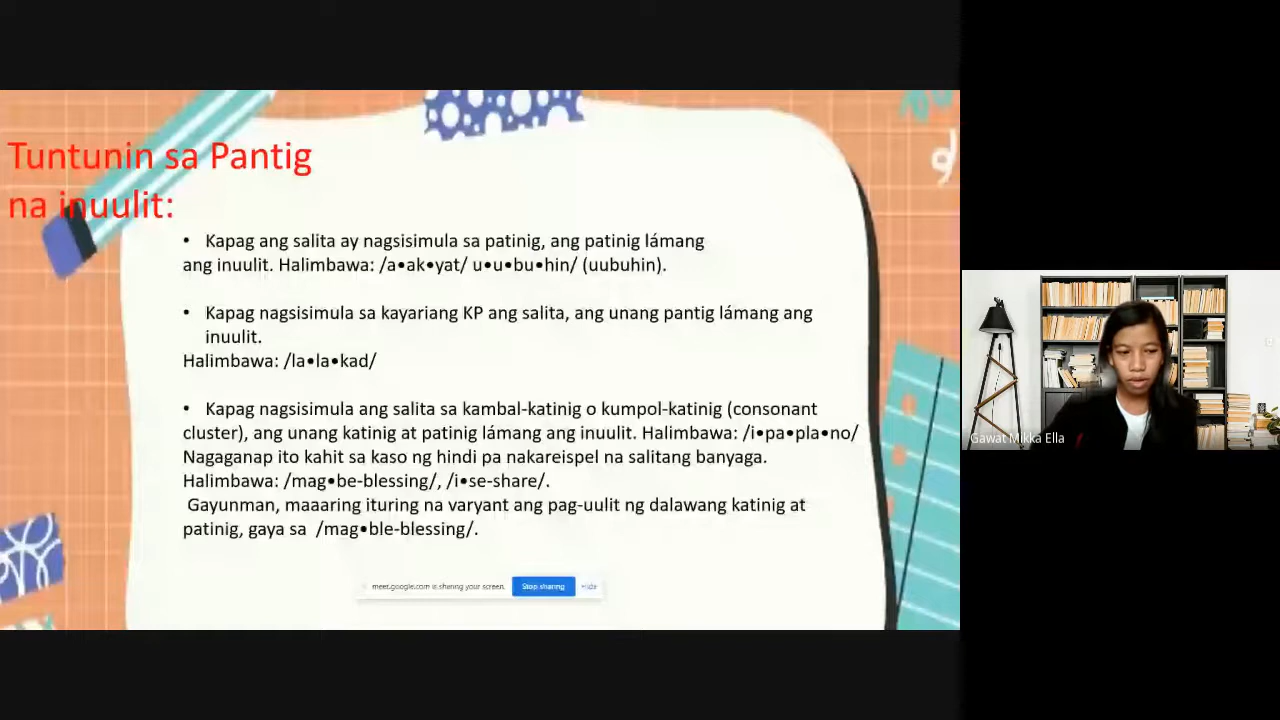 Tuntunin sa Pantig
na inuulit:
• Kapag ang salita ay nagsisimula sa patinig, ang patinig lámang
ang inuulit. Halimbawa: /a•ak•yat/ u•u•bu•hin/ (uubuhin).
• Kapag nagsisimula sa kayariang KP ang salita, ang unang pantig lámang ang
inuulit.
Halimbawa: /la•la•kad/
• Kapag nagsisimula ang salita sa kambal-katinig o kumpol-katinig (consonant
cluster), ang unang katinig at patinig lámang ang inuulit. Halimbawa: /i•pa•pla•no/
Nagaganap ito kahit sa kaso ng hindi pa nakareispel na salitang banyaga.
Halimbawa: /mag•be-blessing/, /i•se-share/.
Gayunman, maaaring ituring na varyant ang pag-uulit ng dalawang katinig at
patinig, gaya sa /mag•ble-blessing/.
meet.google.com is sharing your screen. Stop sharing Hide
Gawat Mikka Ella